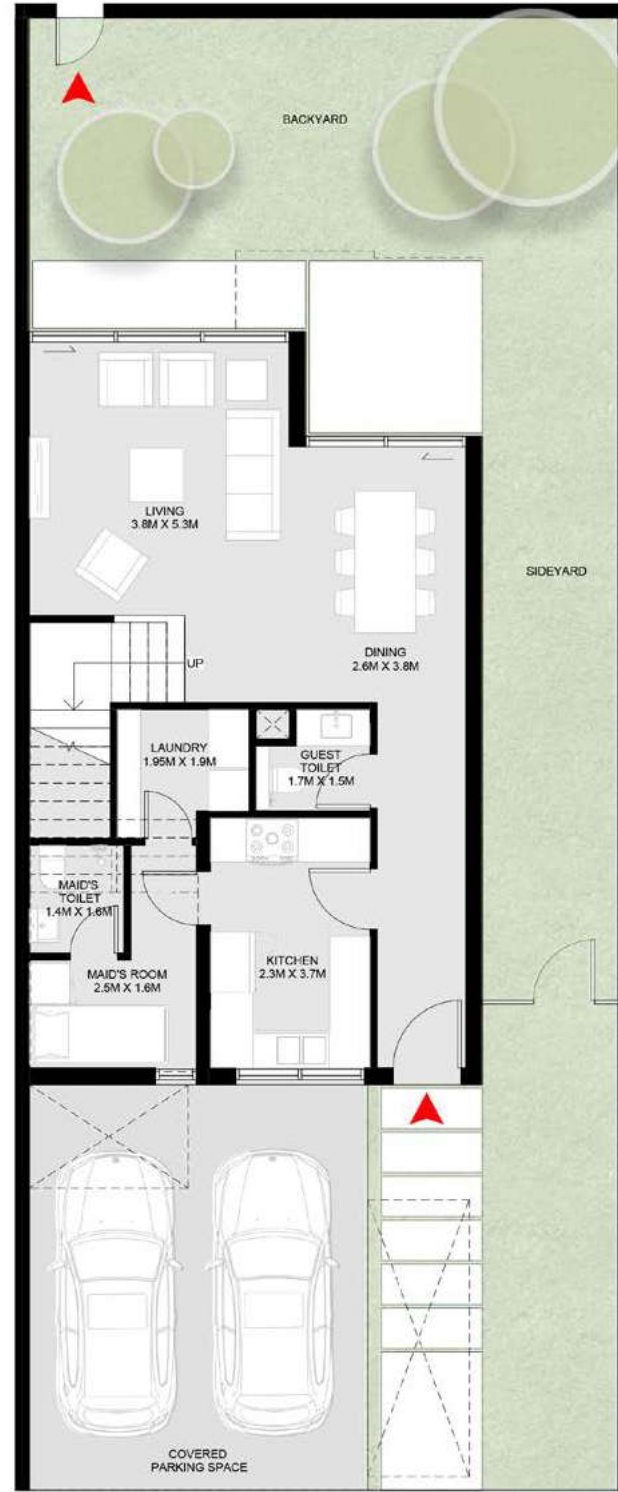 BACKYARD
LIVING
3.8M X 5.3M
SIDEYARD
DINING
2.6M X 3.8M
UP
LAUNDRY
1.95M X 1.9M
GUEST
TOILET
1.7M X 1.5M
MAID'S
TOILET
1.4M X 1.6M
KITCHEN
2.3M X 3.7M
MAID'S ROOM
2.5M X 1.6M
COVERED
PARKING SPACE